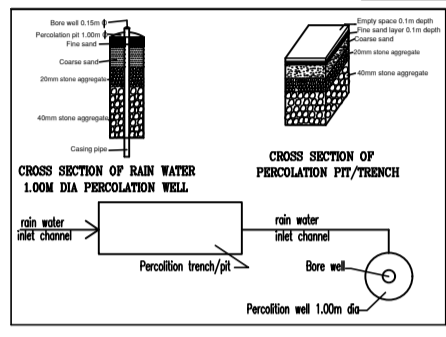 Bore well 0.15m ϕ
Percolation pit 1.00m ϕ
Fine sand
Coarse sand
20mm stone aggregate
40mm stone aggregate
Casing pipe
CROSS SECTION OF RAIN WATER
1.00M DIA PERCOLATION WELL
Empty space 0.1m depth
Fine sand layer 0.1m depth
Coarse sand
20mm stone aggregate
40mm stone aggregate
CROSS SECTION OF
PERCOLATION PIT/TRENCH
rain water
inlet channel
Percolition trench/pit
rain water
inlet channel
Bore well
Percolition well 1.00m dia